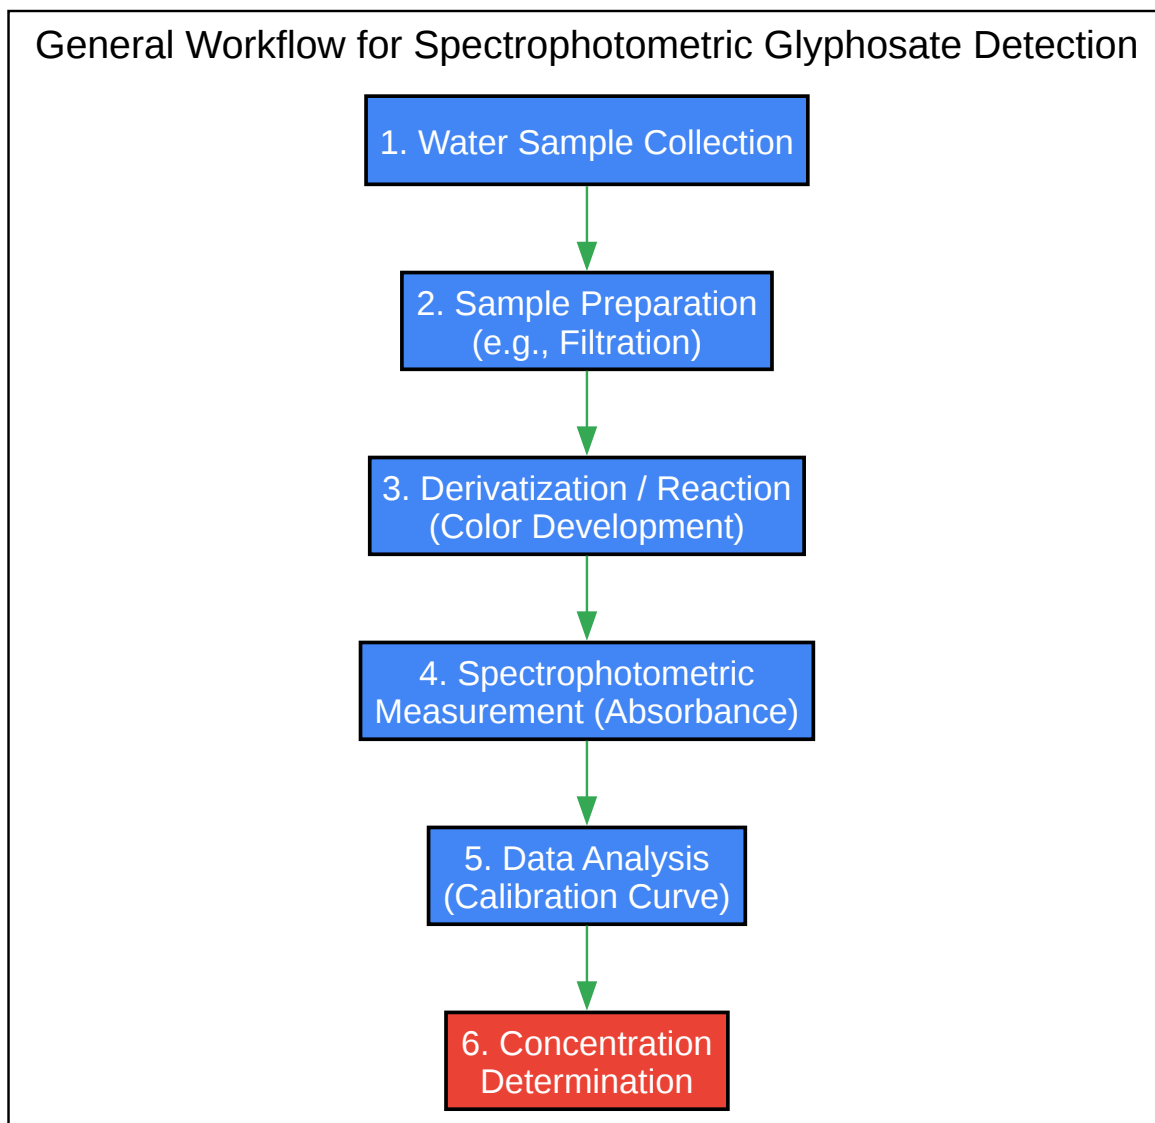 General Workflow for Spectrophotometric Glyphosate Detection
1. Water Sample Collection
2. Sample Preparation
(e.g., Filtration)
3. Derivatization / Reaction
(Color Development)
4. Spectrophotometric
Measurement (Absorbance)
5. Data Analysis
(Calibration Curve)
6. Concentration
Determination